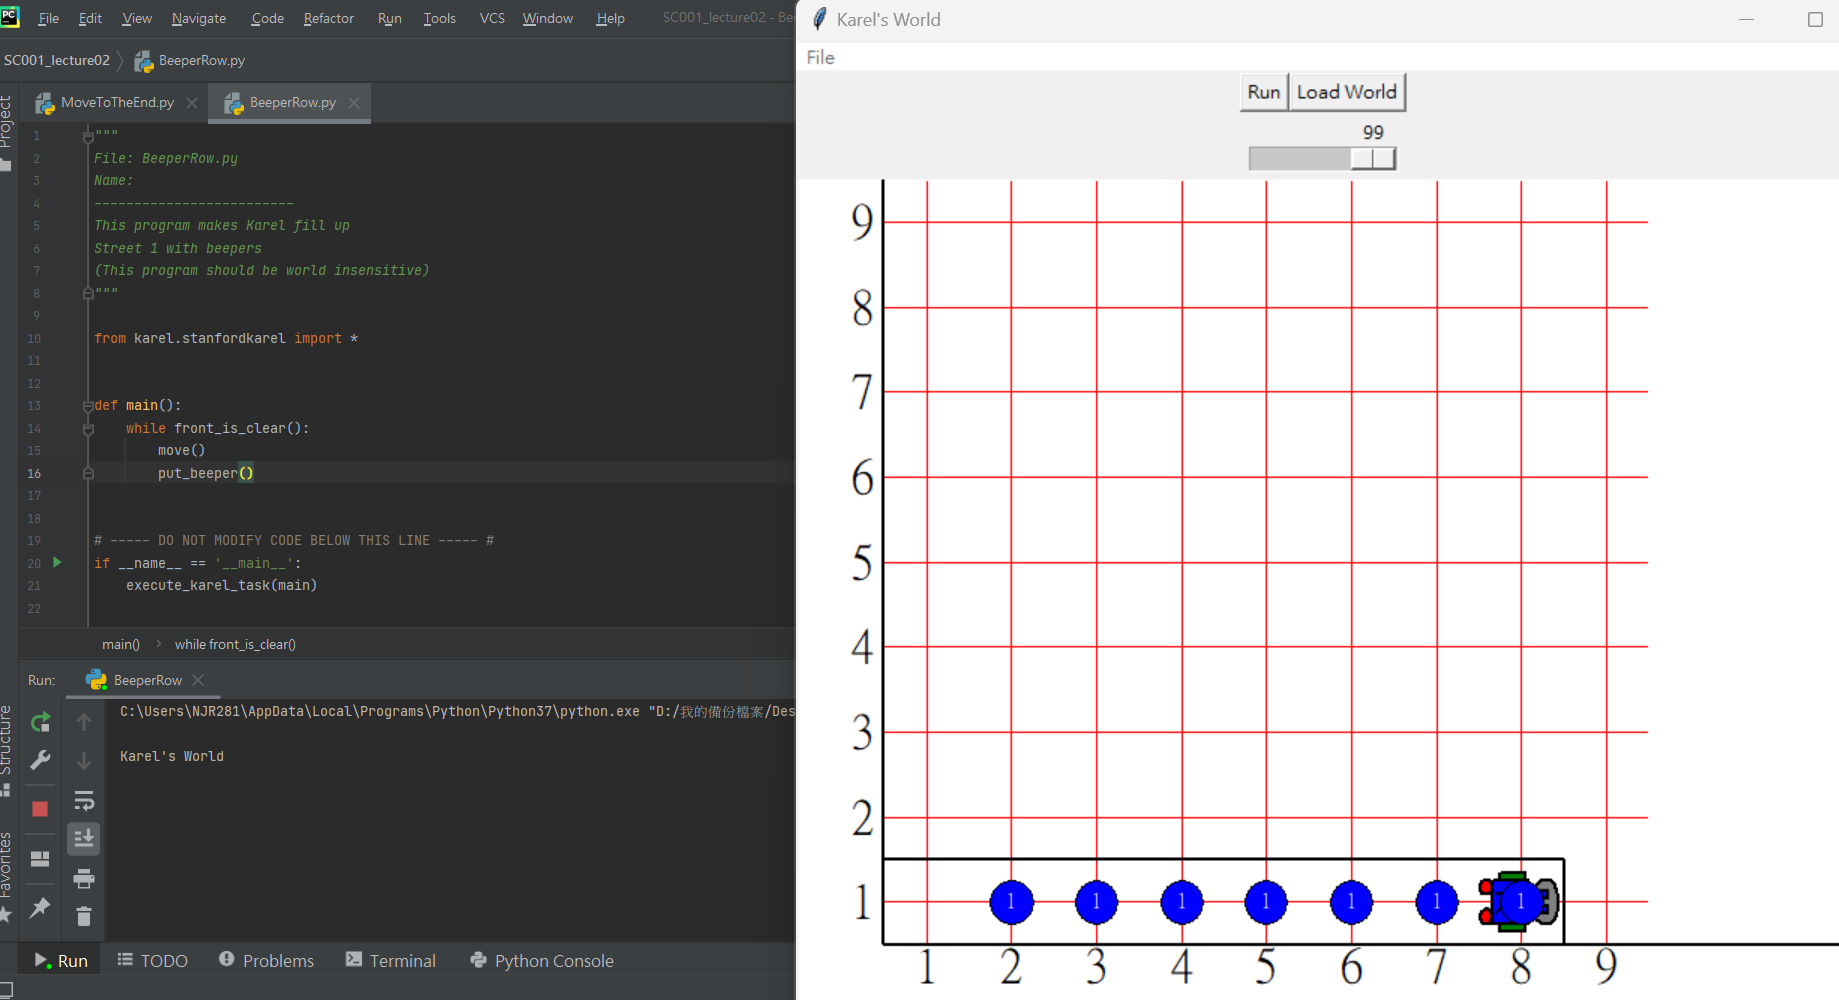 PC File Edit View Navigate Code Refactor Run Tools VCS Window Help SC001_lecture02 - Be
SC001_lecture02 BeeperRow.py
MoveToTheEnd.py BeeperRow.py
Project
1 """
2 File: BeeperRow.py
3 Name:
4 -------------------------
5 This program makes Karel fill up
6 Street 1 with beepers
7 (This program should be world insensitive)
8 """
9
10 from karel.stanfordkarel import *
11
12
13 def main():
14 while front_is_clear():
15 move()
16 put_beeper()
17
18
19 # ----- DO NOT MODIFY CODE BELOW THIS LINE ----- #
20 if __name__ == '__main__':
21 execute_karel_task(main)
22
main() while front_is_clear()
Run: BeeperRow
C:\Users\NJR281\AppData\Local\Programs\Python\Python37\python.exe "D:/我的備份檔案/Des
Karel's World
Structure
Favorites
Run TODO Problems Terminal Python Console
Karel's World
File
Run Load World
99
9
8
7
6
5
4
3
2
1 1 1 1 1 1 1 1
1 2 3 4 5 6 7 8 9